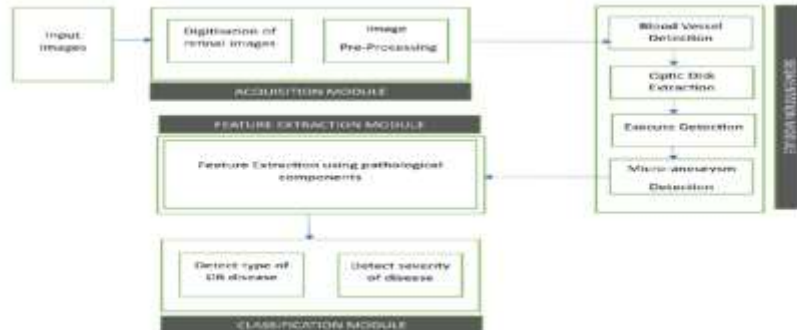 Input
Images
Digitisation of
retinal images
Image
Pre-Processing
ACQUISITION MODULE
Blood Vessel
Detection
Optic Disk
Extraction
Execute Detection
Micro-aneurysm
Detection
FEATURE EXTRACTION MODULE
Feature Extraction using pathological
components
Detect type of
DR disease
Detect severity
of disease
CLASSIFICATION MODULE